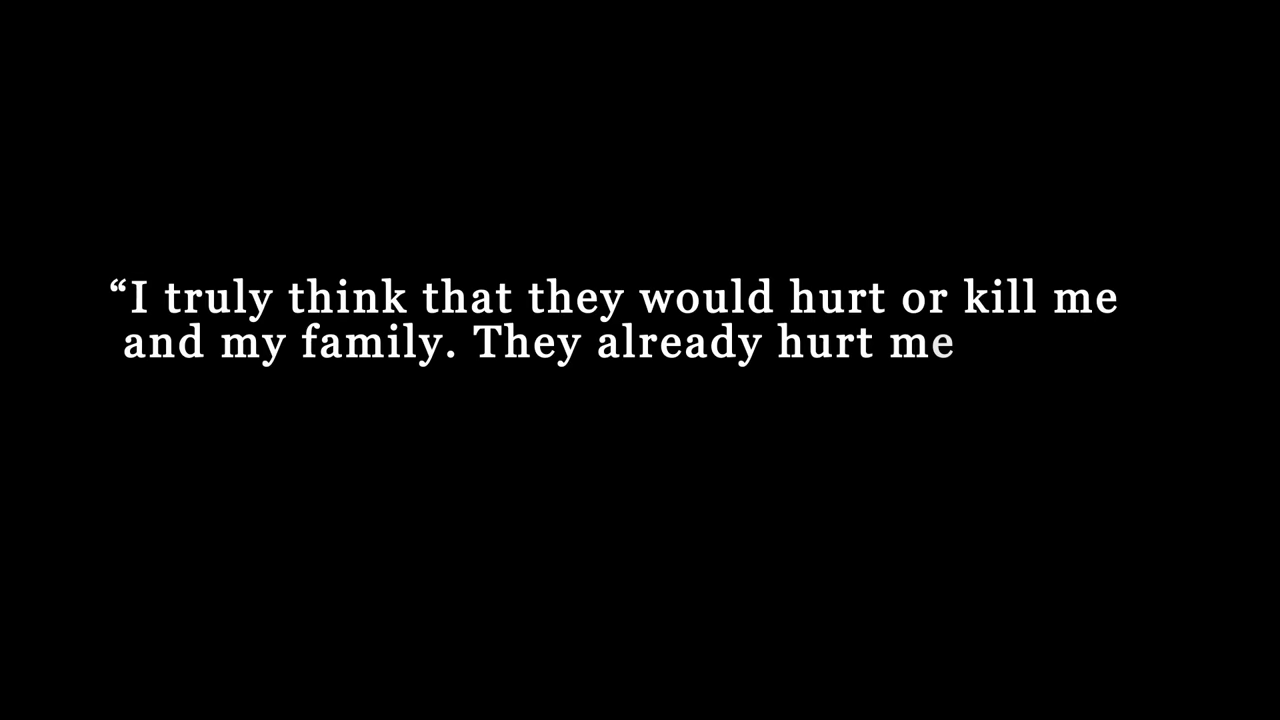 “I truly think that they would hurt or kill me
and my family. They already hurt me